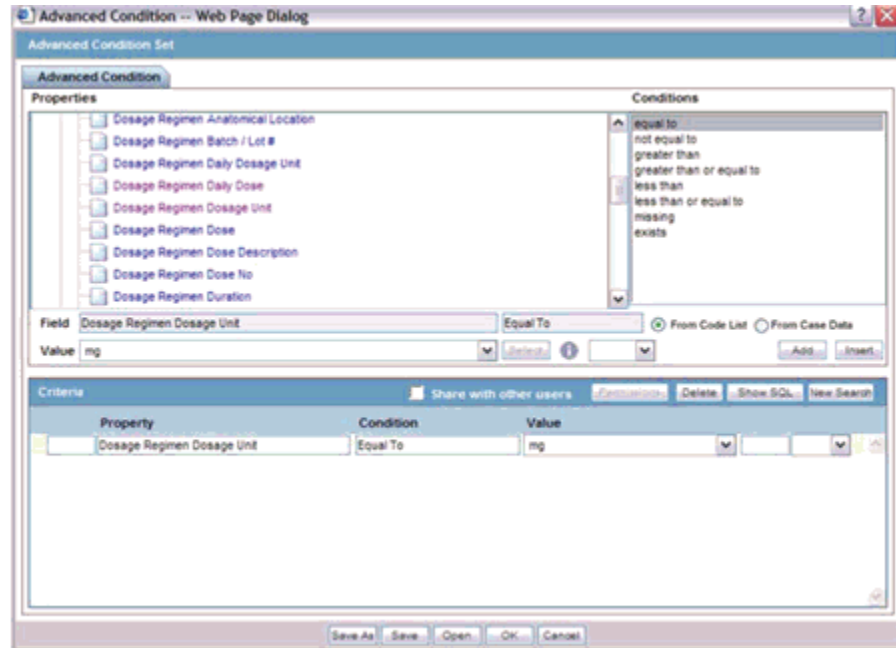 Advanced Condition -- Web Page Dialog
Advanced Condition Set
Advanced Condition
Properties Conditions
Dosage Regimen Anatomical Location
Dosage Regimen Batch / Lot #
Dosage Regimen Daily Dosage Unit
Dosage Regimen Daily Dose
Dosage Regimen Dosage Unit
Dosage Regimen Dose
Dosage Regimen Dose Description
Dosage Regimen Dose No
Dosage Regimen Duration
equal to
not equal to
greater than
greater than or equal to
less than
less than or equal to
missing
exists
Field Dosage Regimen Dosage Unit Equal To From Code List From Case Data
Value mg Select Add Insert
Criteria Share with other users Delete Show SQL New Search
Property Condition Value
Dosage Regimen Dosage Unit Equal To mg
Save As Save Open OK Cancel